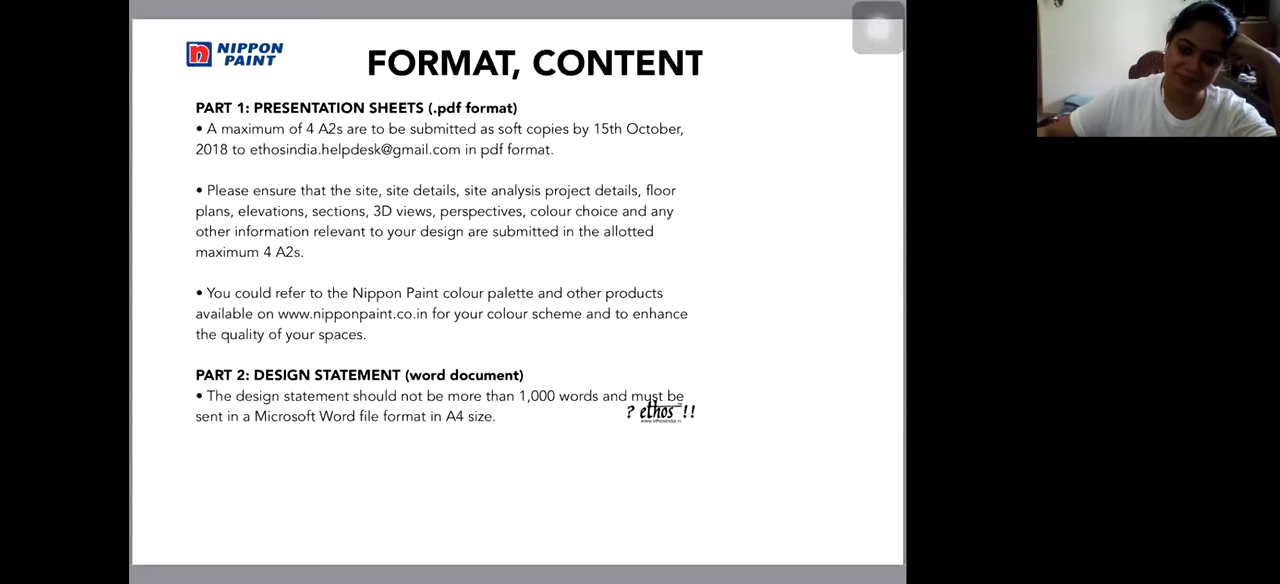 NIPPON
PAINT
FORMAT, CONTENT
PART 1: PRESENTATION SHEETS (.pdf format)
• A maximum of 4 A2s are to be submitted as soft copies by 15th October,
2018 to ethosindia.helpdesk@gmail.com in pdf format.
• Please ensure that the site, site details, site analysis project details, floor
plans, elevations, sections, 3D views, perspectives, colour choice and any
other information relevant to your design are submitted in the allotted
maximum 4 A2s.
• You could refer to the Nippon Paint colour palette and other products
available on www.nipponpaint.co.in for your colour scheme and to enhance
the quality of your spaces.
PART 2: DESIGN STATEMENT (word document)
• The design statement should not be more than 1,000 words and must be
sent in a Microsoft Word file format in A4 size.
? ethos !!
www.ethosindia.in